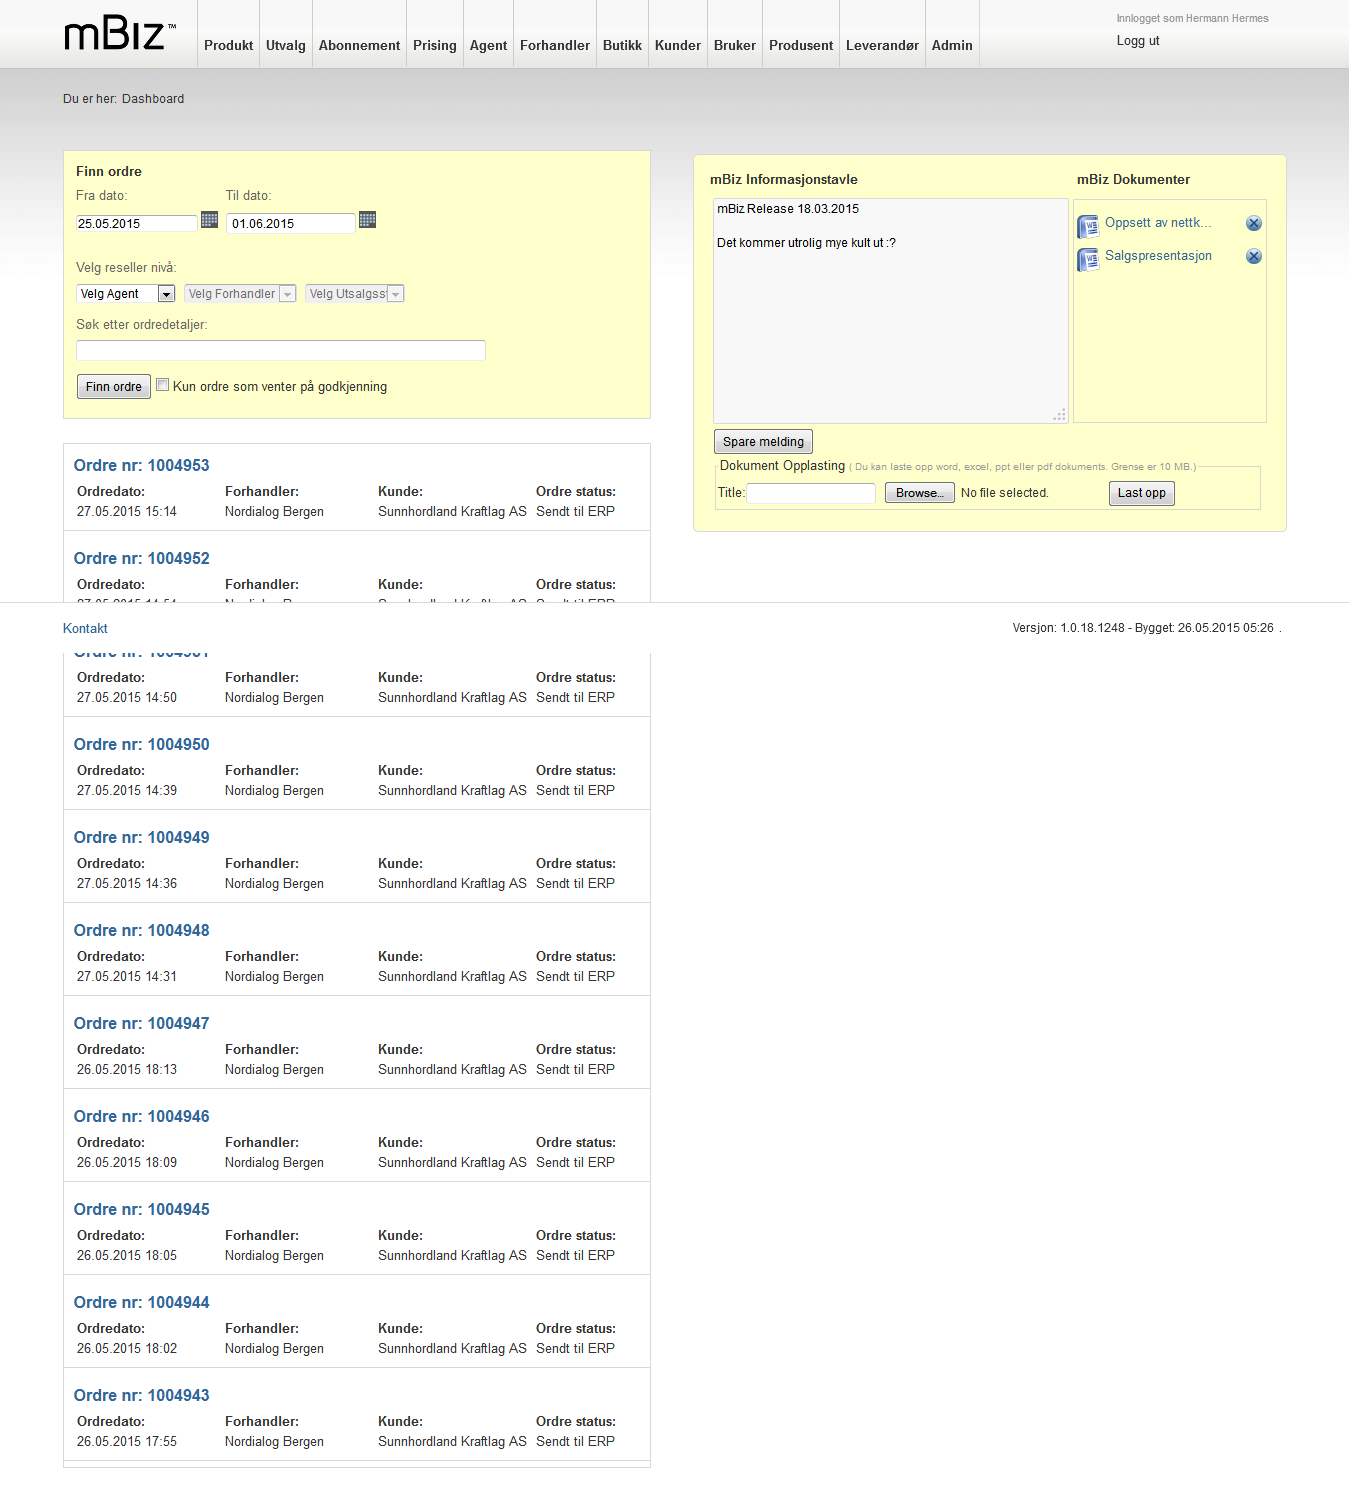 mBiz™
Produkt Utvalg Abonnement Prising Agent Forhandler Butikk Kunder Bruker Produsent Leverandør Admin
Innlogget som Hermann Hermes
Logg ut
Du er her: Dashboard
Finn ordre
Fra dato: Til dato:
25.05.2015 01.06.2015
Velg reseller nivå:
Velg Agent Velg Forhandler Velg Utsalgss
Søk etter ordredetaljer:
Finn ordre Kun ordre som venter på godkjenning
mBiz Informasjonstavle
mBiz Release 18.03.2015
Det kommer utrolig mye kult ut :?
mBiz Dokumenter
Oppsett av nettk...
Salgspresentasjon
Spare melding
Dokument Opplasting ( Du kan laste opp word, excel, ppt eller pdf dokuments. Grense er 10 MB.)
Title: Browse... No file selected. Last opp
Ordre nr: 1004953
Ordredato: Forhandler: Kunde: Ordre status:
27.05.2015 15:14 Nordialog Bergen Sunnhordland Kraftlag AS Sendt til ERP
Ordre nr: 1004952
Ordredato: Forhandler: Kunde: Ordre status:
27.05.2015 14:54 Nordialog Bergen Sunnhordland Kraftlag AS Sendt til ERP
Kontakt
Versjon: 1.0.18.1248 - Bygget: 26.05.2015 05:26 .
Ordre nr: 1004951
Ordredato: Forhandler: Kunde: Ordre status:
27.05.2015 14:50 Nordialog Bergen Sunnhordland Kraftlag AS Sendt til ERP
Ordre nr: 1004950
Ordredato: Forhandler: Kunde: Ordre status:
27.05.2015 14:39 Nordialog Bergen Sunnhordland Kraftlag AS Sendt til ERP
Ordre nr: 1004949
Ordredato: Forhandler: Kunde: Ordre status:
27.05.2015 14:36 Nordialog Bergen Sunnhordland Kraftlag AS Sendt til ERP
Ordre nr: 1004948
Ordredato: Forhandler: Kunde: Ordre status:
27.05.2015 14:31 Nordialog Bergen Sunnhordland Kraftlag AS Sendt til ERP
Ordre nr: 1004947
Ordredato: Forhandler: Kunde: Ordre status:
26.05.2015 18:13 Nordialog Bergen Sunnhordland Kraftlag AS Sendt til ERP
Ordre nr: 1004946
Ordredato: Forhandler: Kunde: Ordre status:
26.05.2015 18:09 Nordialog Bergen Sunnhordland Kraftlag AS Sendt til ERP
Ordre nr: 1004945
Ordredato: Forhandler: Kunde: Ordre status:
26.05.2015 18:05 Nordialog Bergen Sunnhordland Kraftlag AS Sendt til ERP
Ordre nr: 1004944
Ordredato: Forhandler: Kunde: Ordre status:
26.05.2015 18:02 Nordialog Bergen Sunnhordland Kraftlag AS Sendt til ERP
Ordre nr: 1004943
Ordredato: Forhandler: Kunde: Ordre status:
26.05.2015 17:55 Nordialog Bergen Sunnhordland Kraftlag AS Sendt til ERP